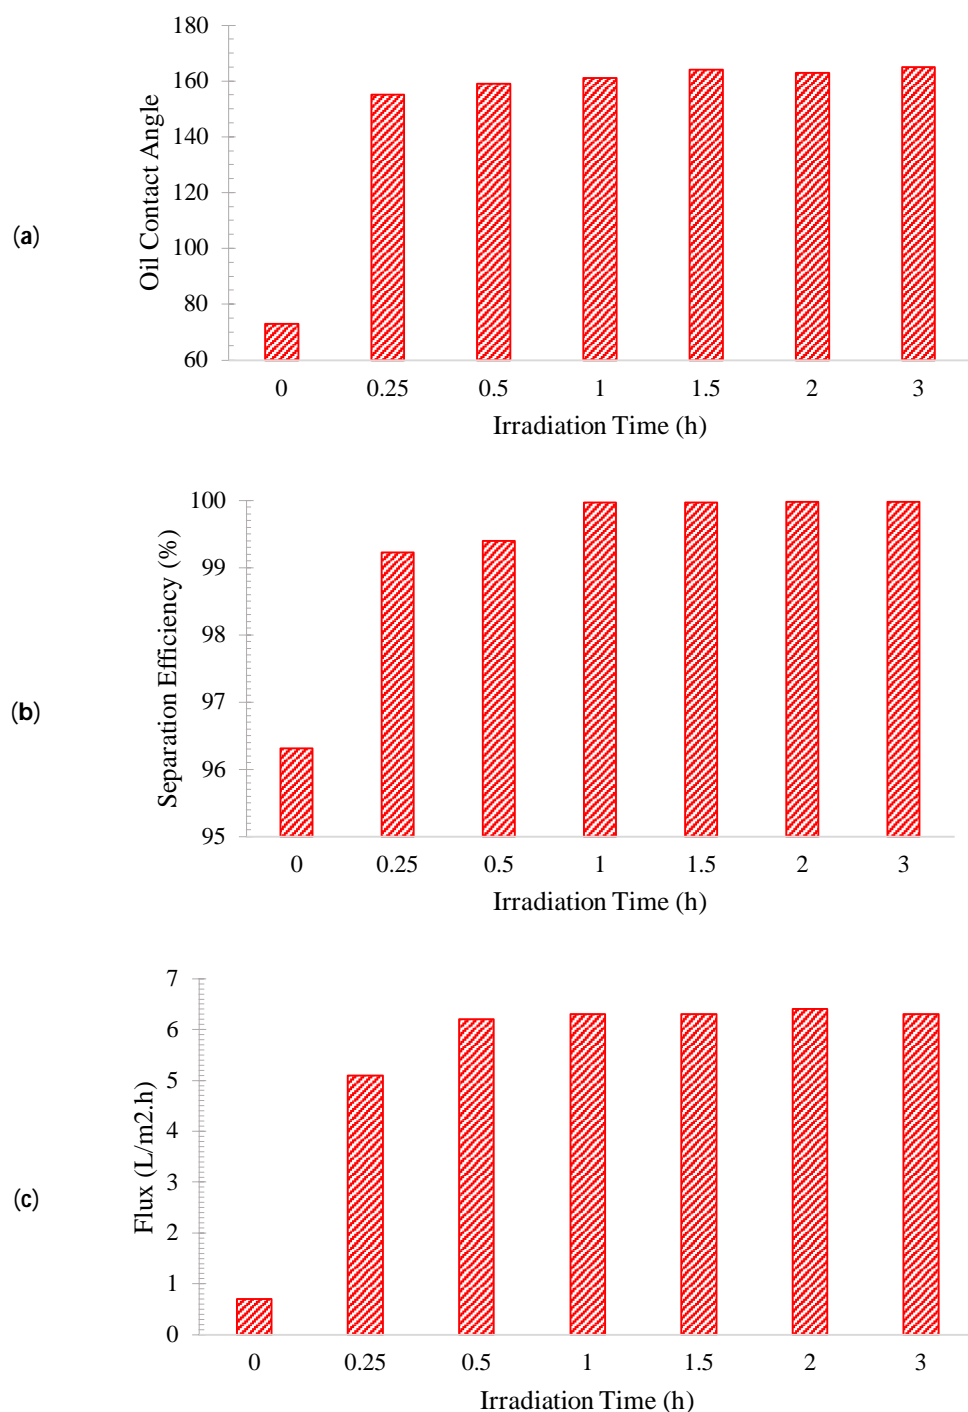 (a)
Oil Contact Angle
180
160
140
120
100
80
60
0 0.25 0.5 1 1.5 2 3
Irradiation Time (h)
(b)
Separation Efficiency (%)
100
99
98
97
96
95
0 0.25 0.5 1 1.5 2 3
Irradiation Time (h)
(c)
Flux (L/m2.h)
7
6
5
4
3
2
1
0
0 0.25 0.5 1 1.5 2 3
Irradiation Time (h)